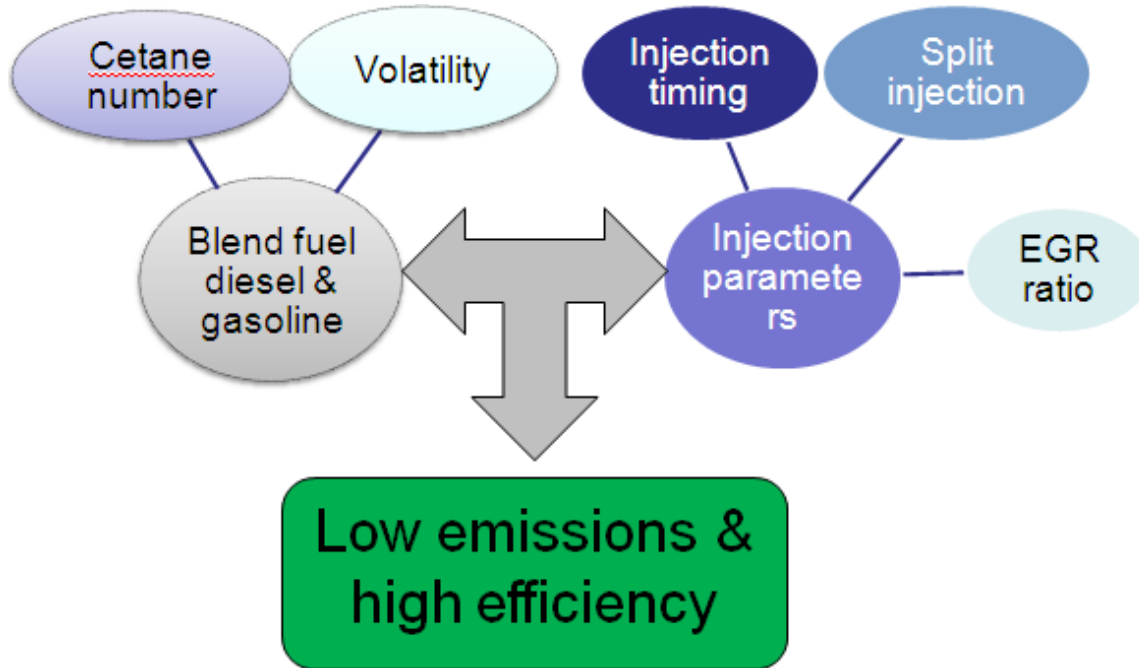 Cetane
number
Volatility
Injection
timing
Split
injection
Blend fuel
diesel &
gasoline
Injection
paramete
rs
EGR
ratio
Low emissions &
high efficiency